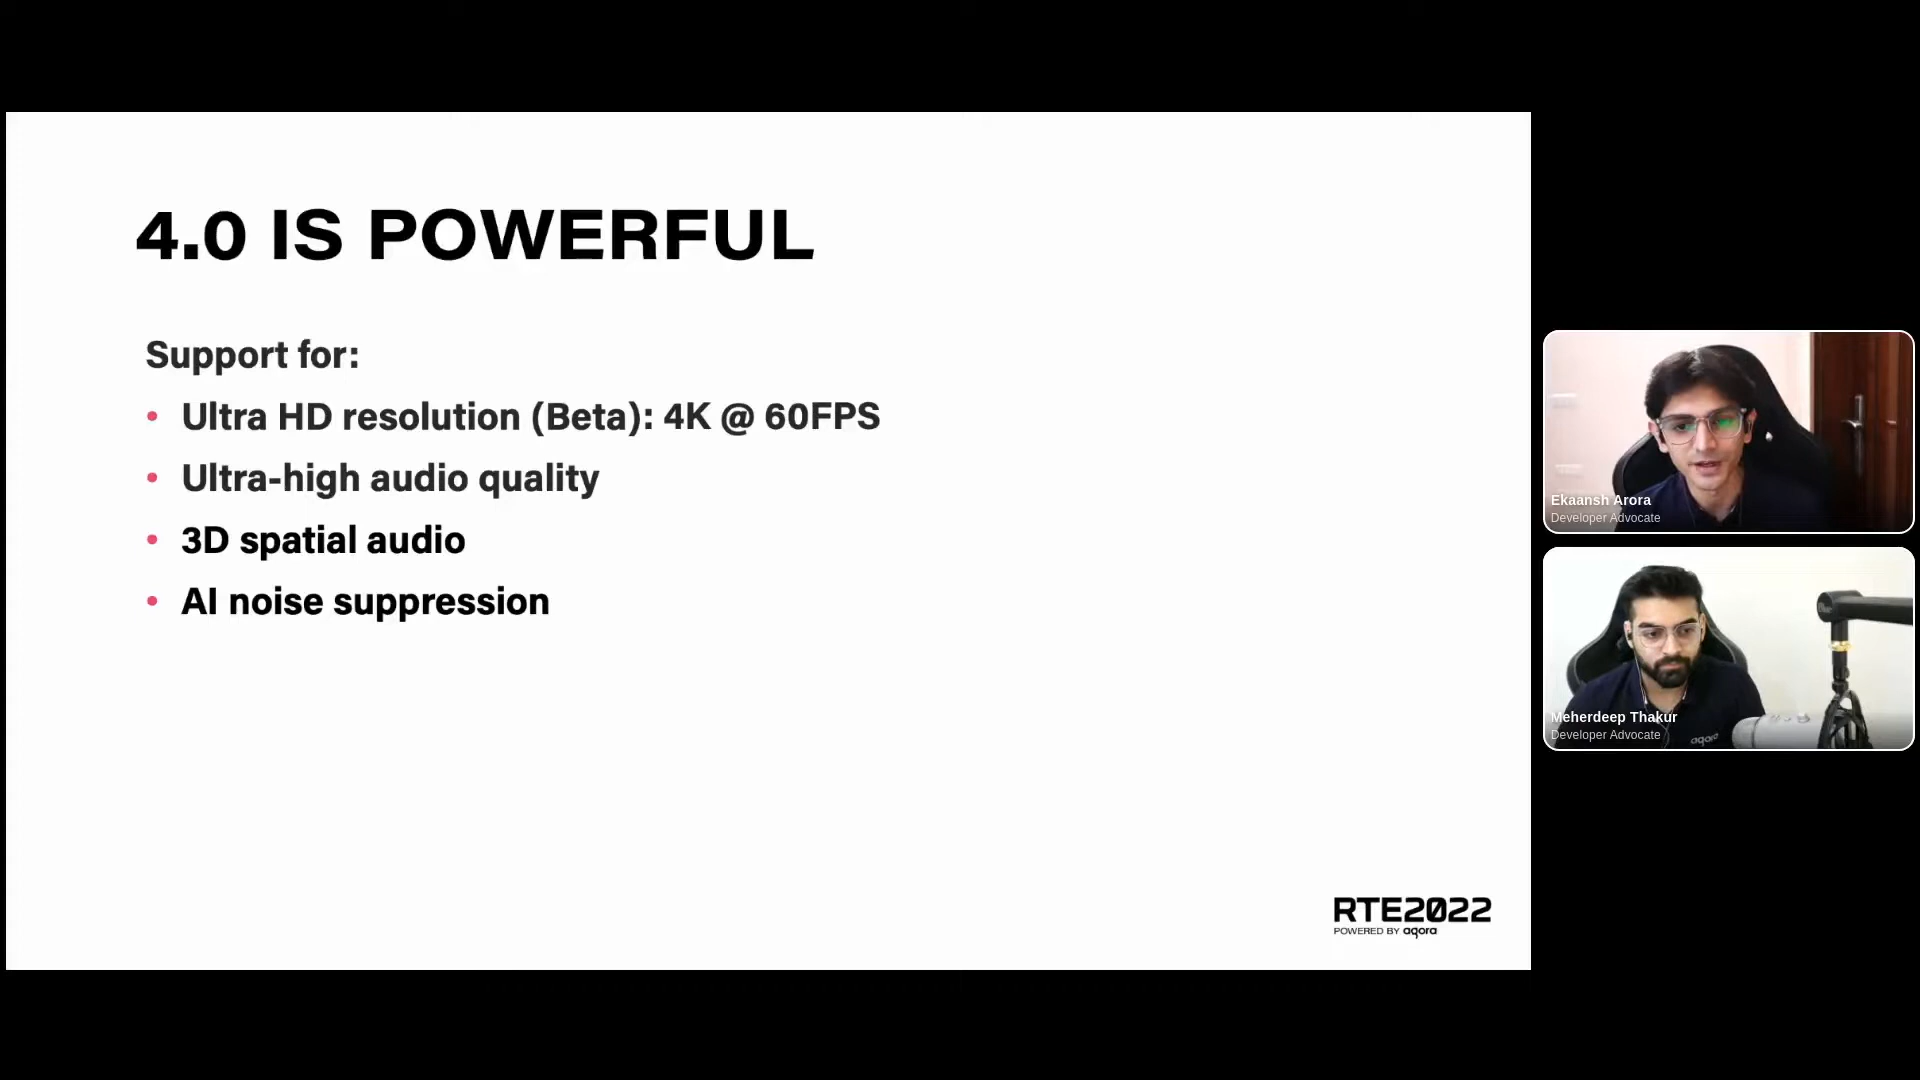 4.0 IS POWERFUL
Support for:
• Ultra HD resolution (Beta): 4K @ 60FPS
• Ultra-high audio quality
• 3D spatial audio
• AI noise suppression
RTE2022
POWERED BY agora
Ekaansh Arora
Developer Advocate
Meherdeep Thakur
Developer Advocate
agora